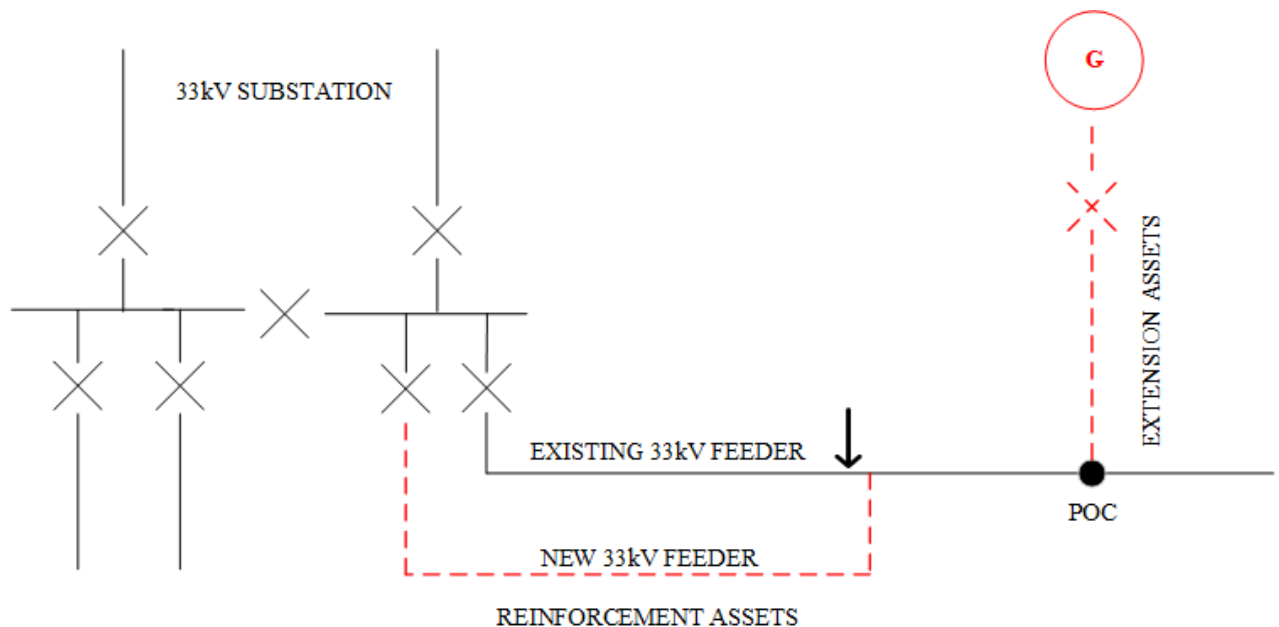 33kV SUBSTATION
G
EXTENSION ASSETS
EXISTING 33kV FEEDER
POC
NEW 33kV FEEDER
REINFORCEMENT ASSETS